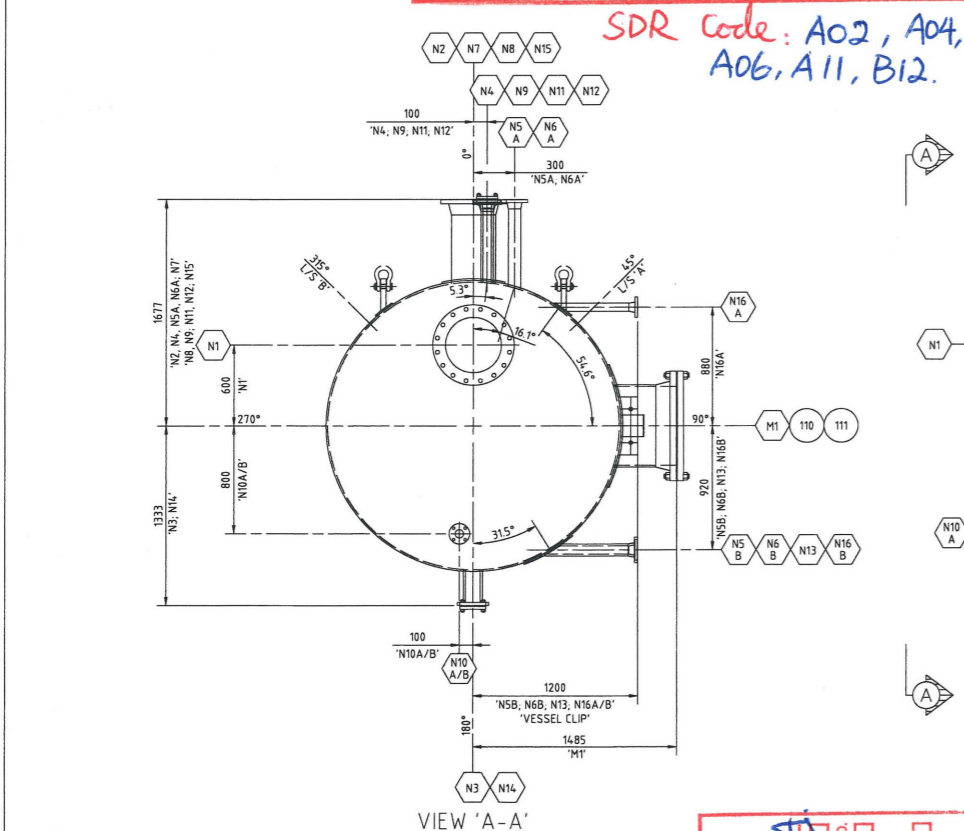 SDR Code: A02, A04,
A06, A11, B12.
N2 N7 N8 N15
N4 N9 N11 N12
100
'N4; N9; N11; N12'
N5 A N6 A
0°
300
'N5A; N6A'
A
315°
L/S 'B'
45°
L/S 'A'
5.3°
16.1°
54.6°
N16 A
1677
'N2, N4, N5A, N6A; N7'
'N8, N9; N11, N12; N15'
N1
600
'N1'
880
'N16A'
N1
270°
90°
M1 110 111
800
'N10A/B'
920
'N5B; N6B, N13; N16B'
1333
'N3; N14'
31.5°
N10 A
N5 B N6 B N13 N16 B
100
'N10A/B'
N10 A/B
1200
'N5B; N6B, N13; N16A/B'
'VESSEL CLIP'
A
180°
1485
'M1'
N3 N14
VIEW 'A-A'